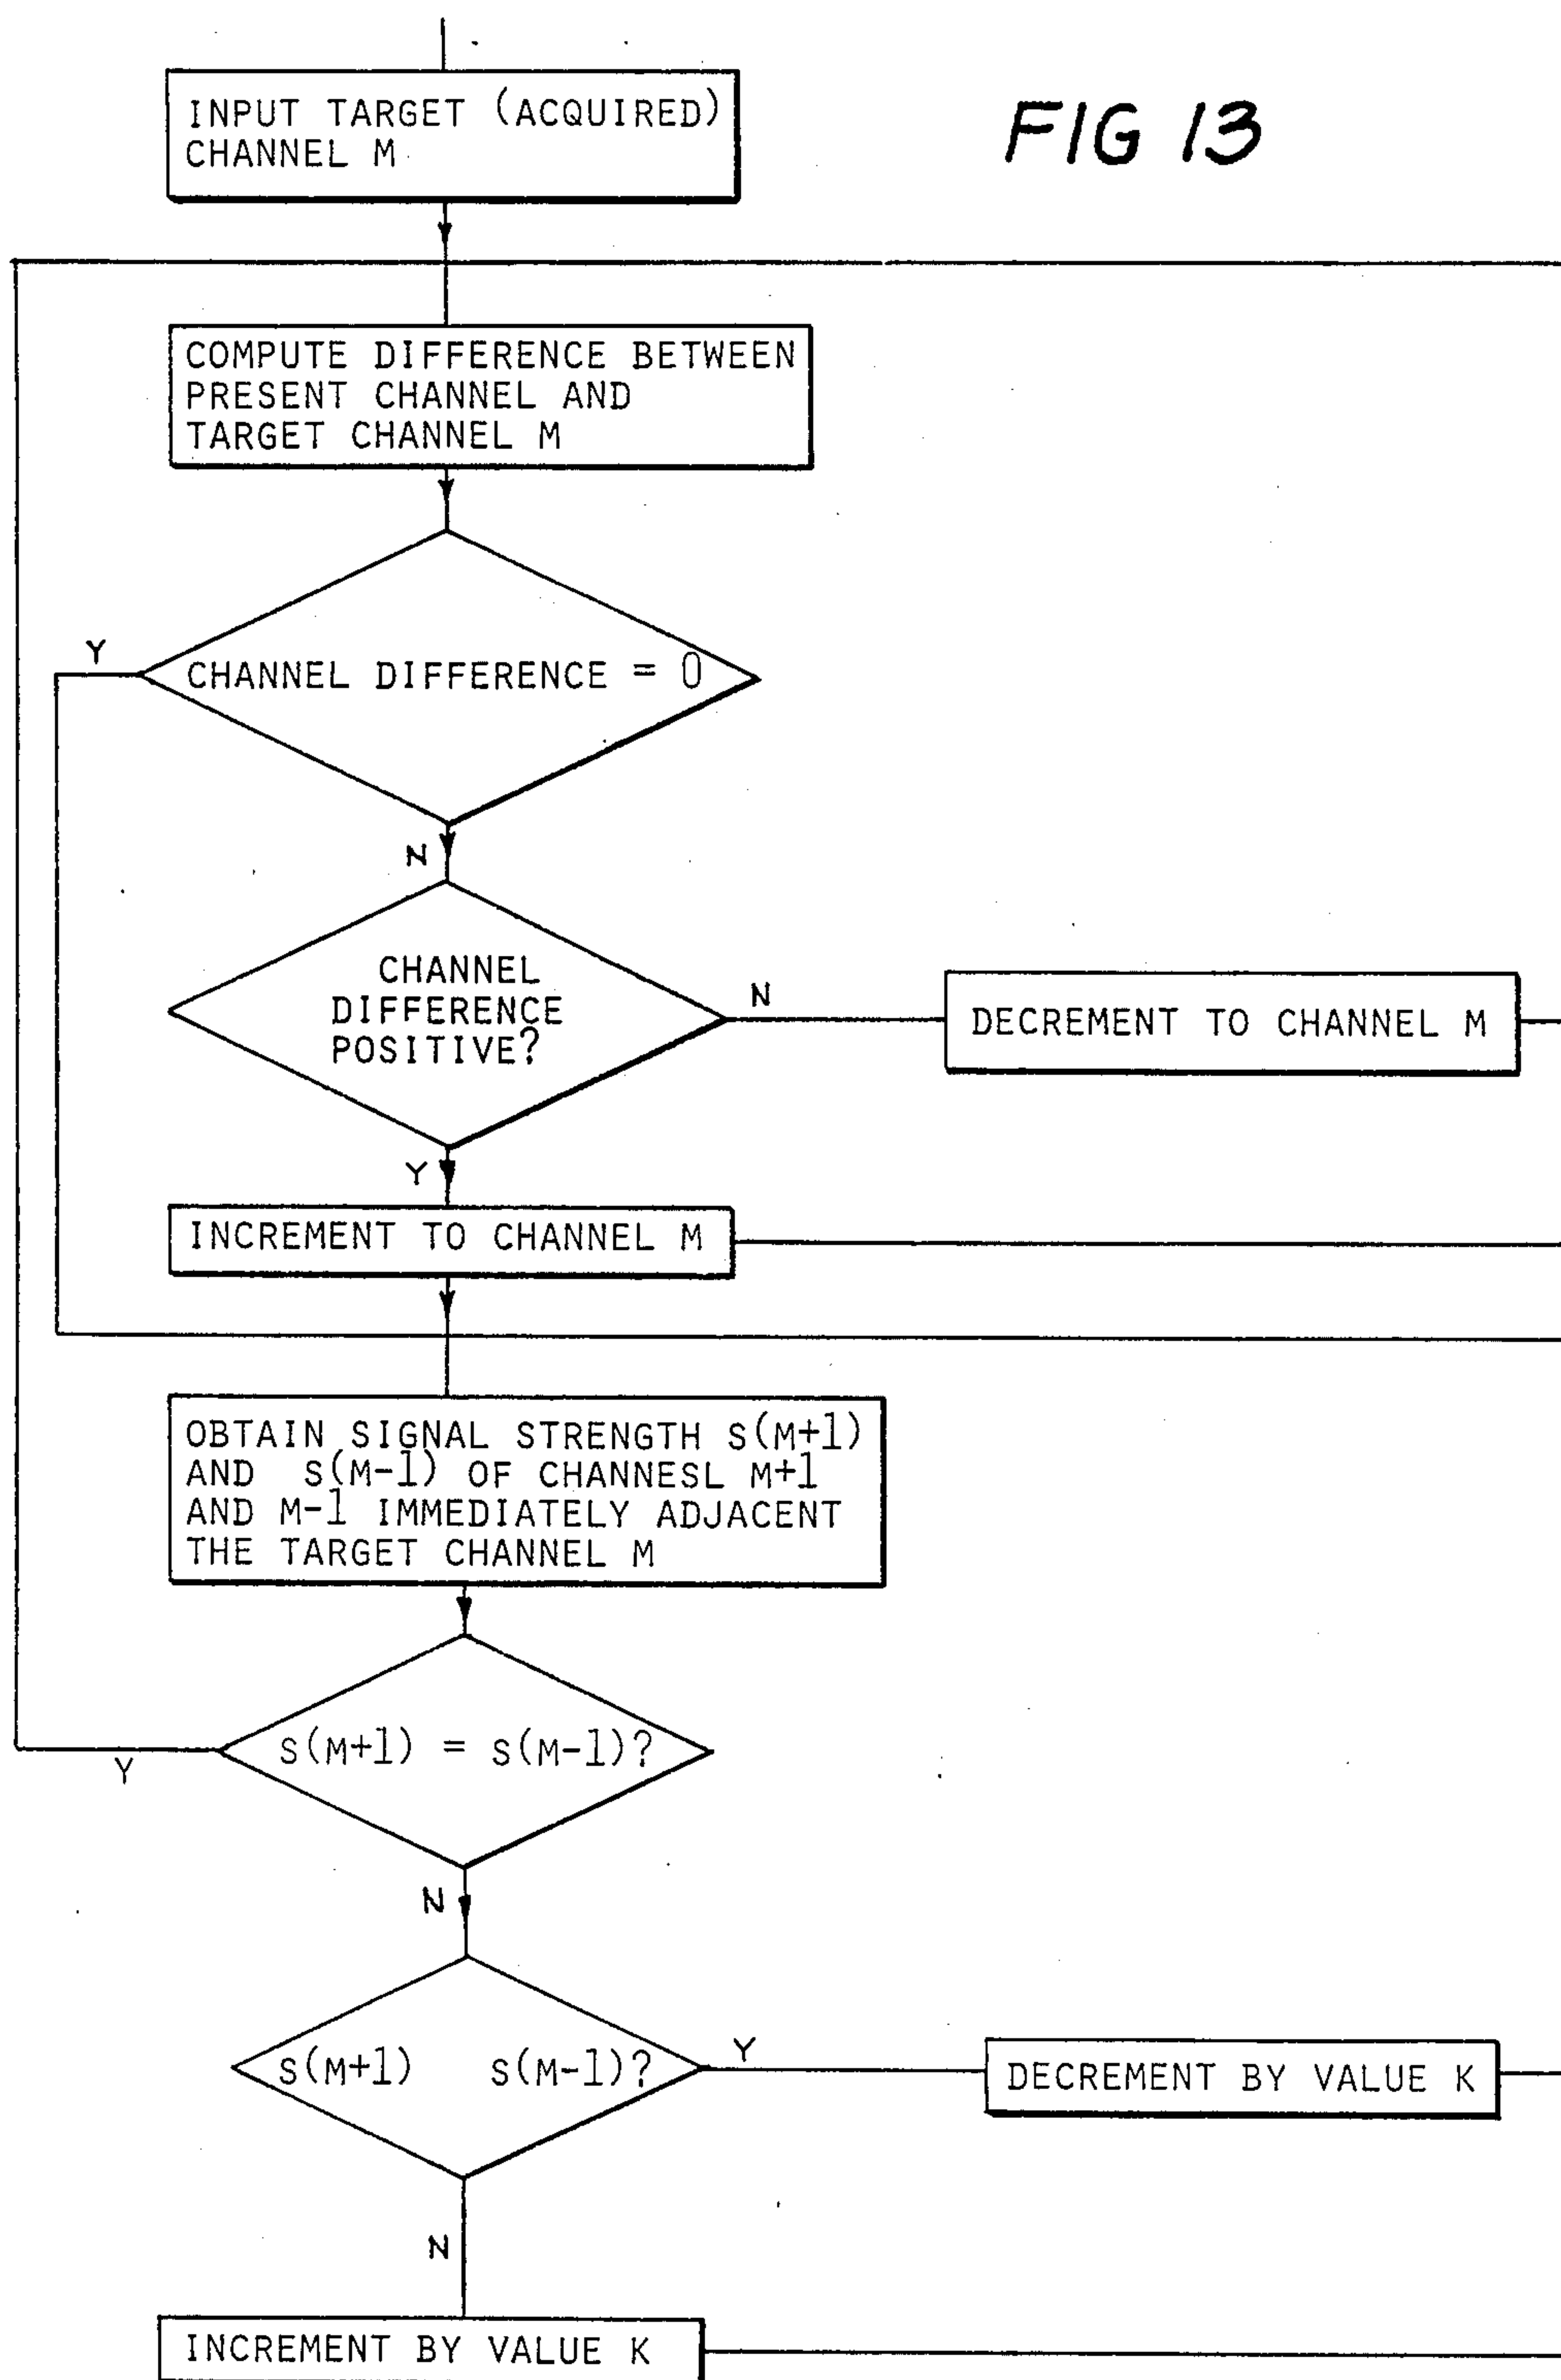 FIG 13
INPUT TARGET (ACQUIRED)
CHANNEL M
COMPUTE DIFFERENCE BETWEEN
PRESENT CHANNEL AND
TARGET CHANNEL M
Y
CHANNEL DIFFERENCE = 0
N
CHANNEL
DIFFERENCE
POSITIVE?
N
DECREMENT TO CHANNEL M
Y
INCREMENT TO CHANNEL M
OBTAIN SIGNAL STRENGTH S(M+1)
AND S(M-1) OF CHANNESL M+1
AND M-1 IMMEDIATELY ADJACENT
THE TARGET CHANNEL M
S(M+1) = S(M-1)?
Y
N
S(M+1) S(M-1)?
Y
DECREMENT BY VALUE K
N
INCREMENT BY VALUE K